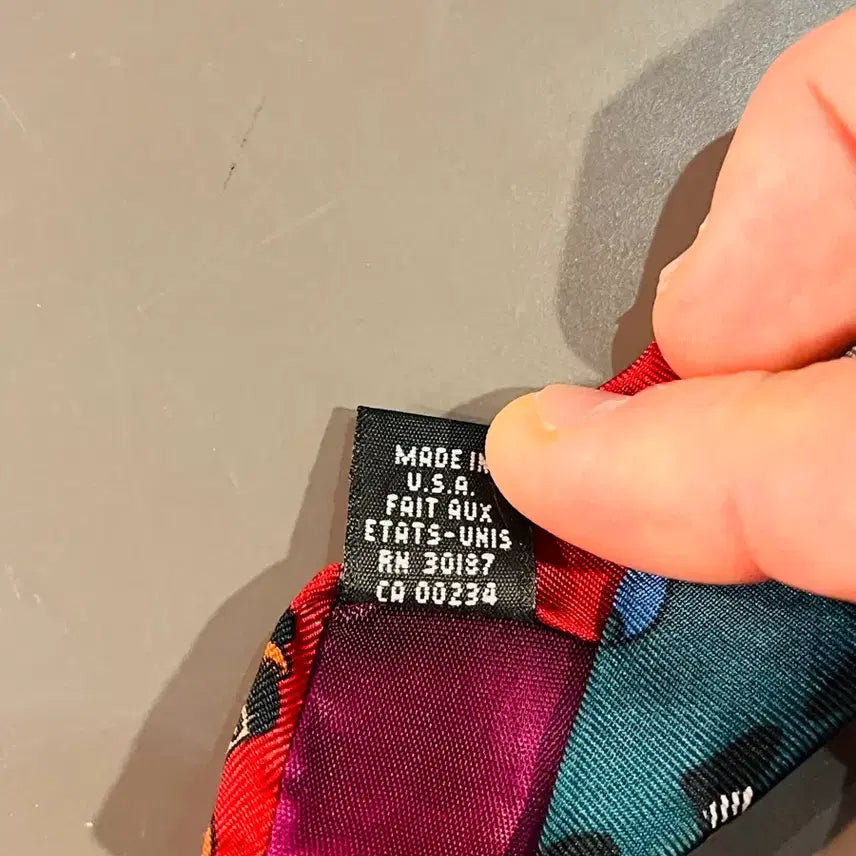 MADE IN
U.S.A.
FAIT AUX
ETATS-UNIS
RN 30187
CA 00234